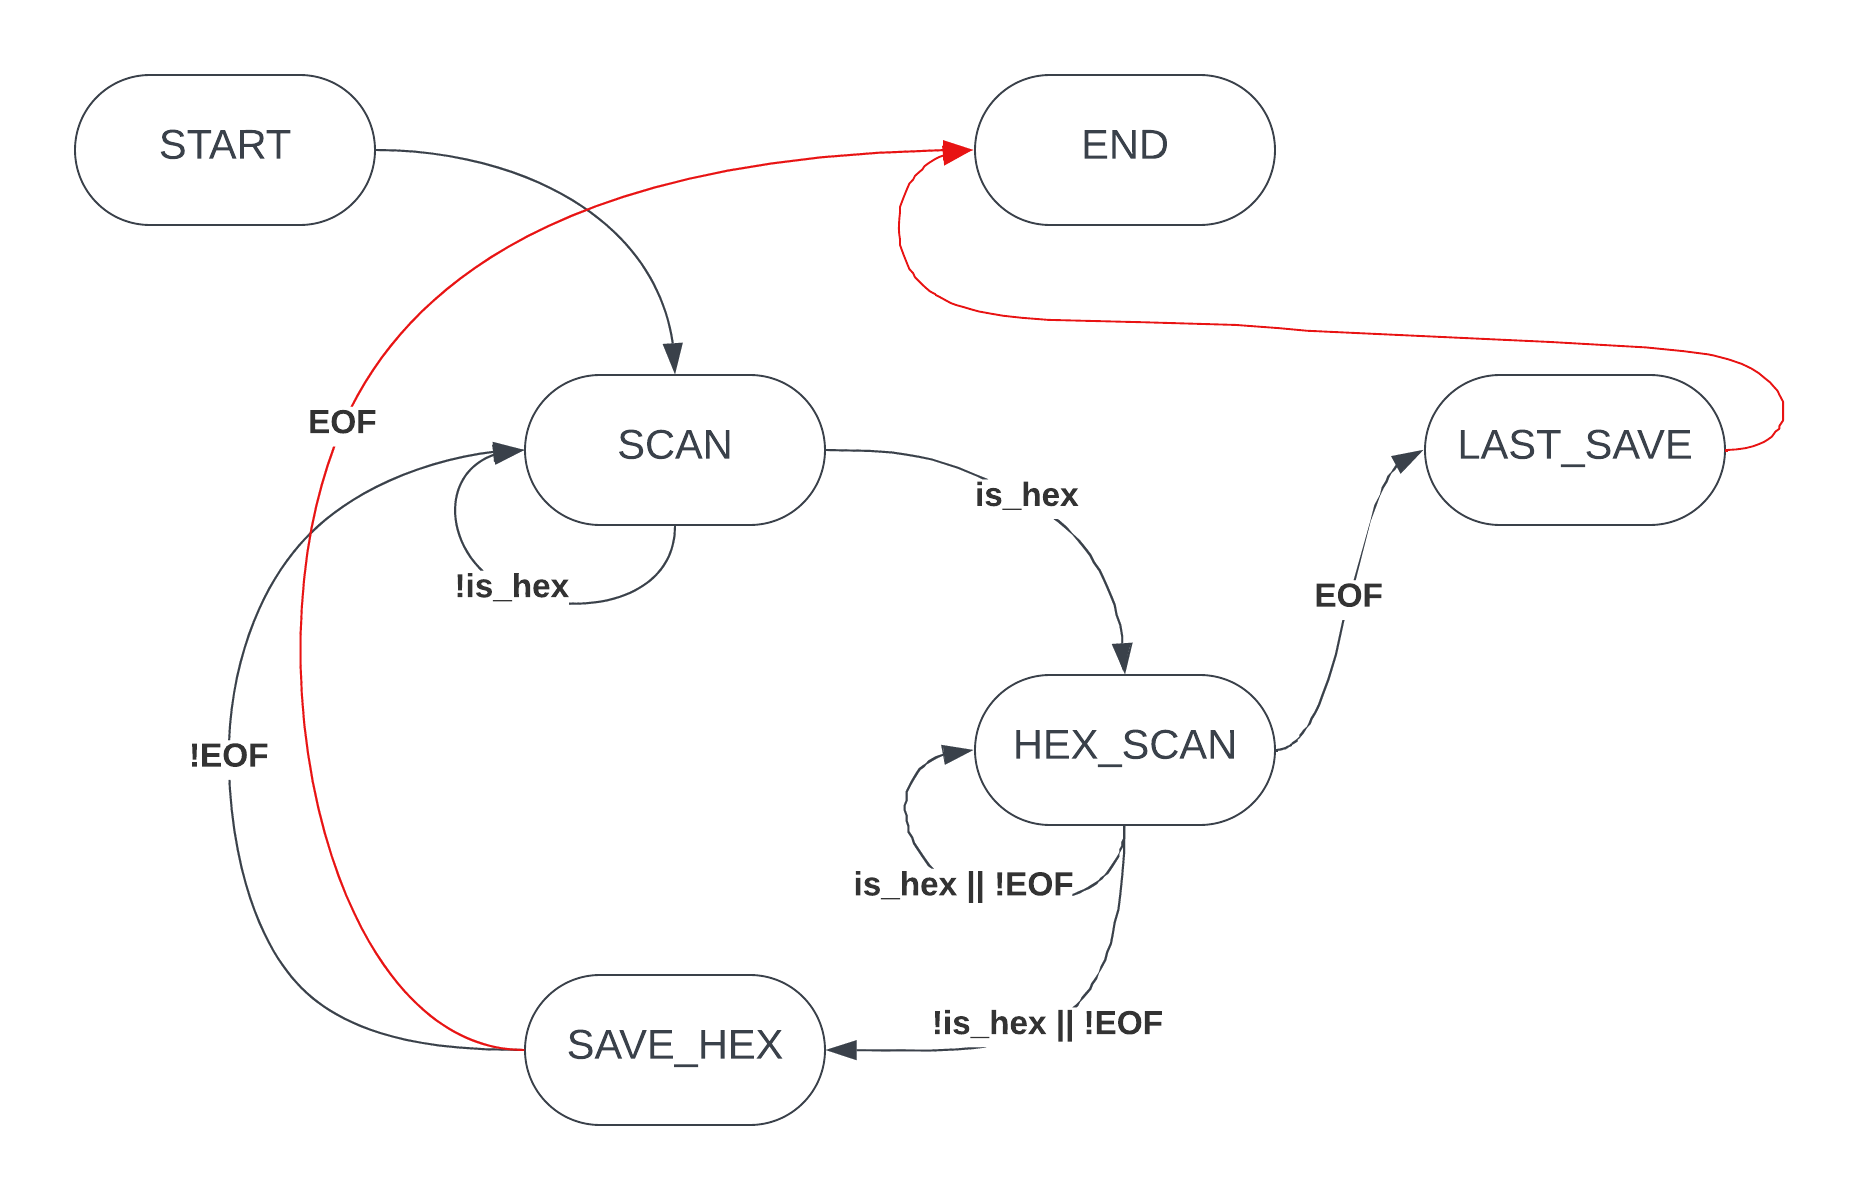 START
END
EOF
SCAN
LAST_SAVE
is_hex
!is_hex
EOF
!EOF
HEX_SCAN
is_hex || !EOF
!is_hex || !EOF
SAVE_HEX